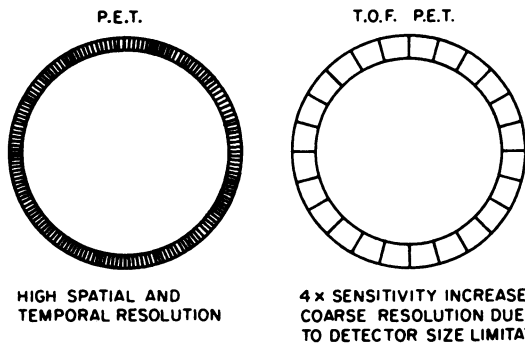 P.E.T.
HIGH SPATIAL AND
TEMPORAL RESOLUTION
T.O.F. P.E.T.
4 x SENSITIVITY INCREASE
COARSE RESOLUTION DUE
TO DETECTOR SIZE